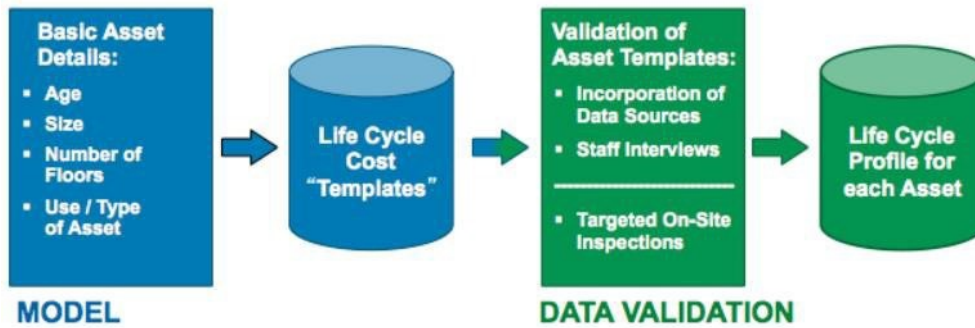 Basic Asset
Details:
▪ Age
▪ Size
▪ Number of
Floors
▪ Use / Type
of Asset
Life Cycle
Cost
“Templates”
Validation of
Asset Templates:
▪ Incorporation of
Data Sources
▪ Staff Interviews
▪ Targeted On-Site
Inspections
Life Cycle
Profile for
each Asset
MODEL
DATA VALIDATION